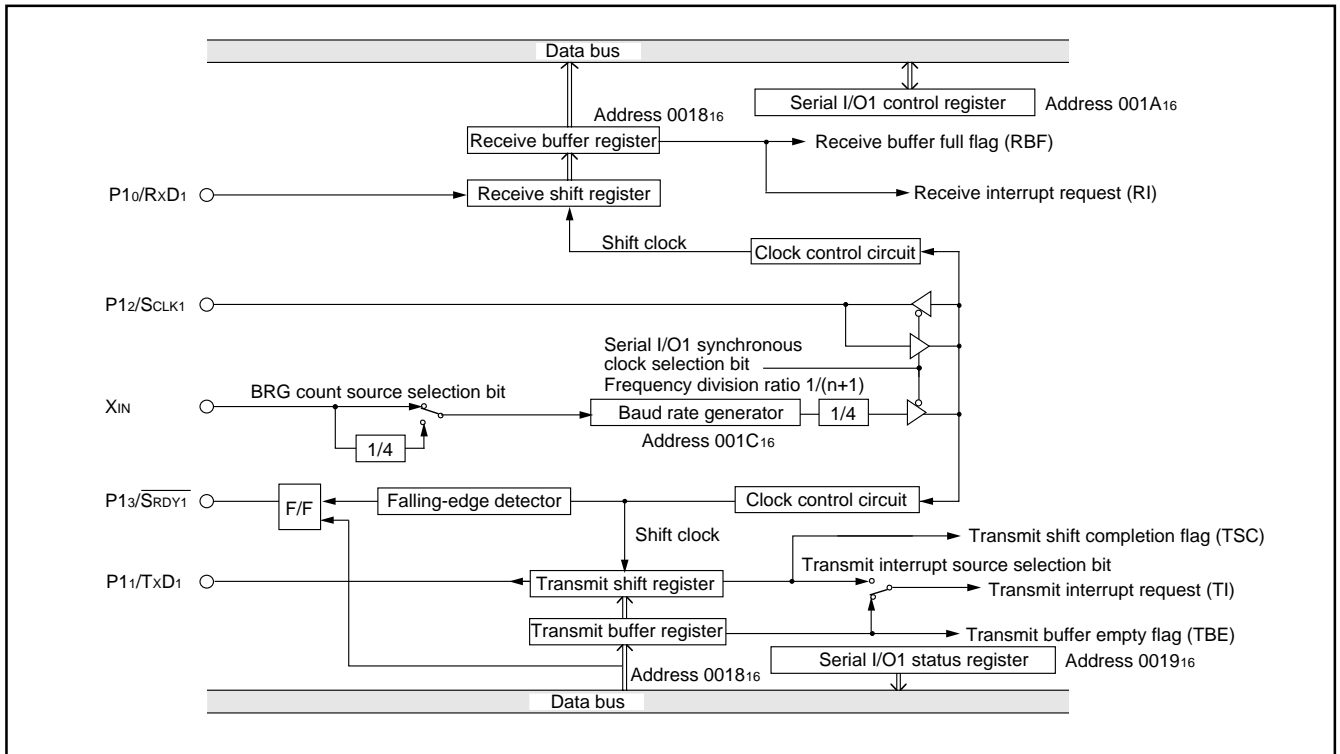 Data bus
Serial I/O1 control register
Address 001A16
Address 001816
Receive buffer register
Receive buffer full flag (RBF)
P10/RXD1
Receive shift register
Receive interrupt request (RI)
Shift clock
Clock control circuit
P12/SCLK1
Serial I/O1 synchronous
clock selection bit
BRG count source selection bit
Frequency division ratio 1/(n+1)
XIN
Baud rate generator
1/4
1/4
Address 001C16
P13/SRDY1
F/F
Falling-edge detector
Clock control circuit
Shift clock
Transmit shift completion flag (TSC)
Transmit interrupt source selection bit
P11/TXD1
Transmit shift register
Transmit interrupt request (TI)
Transmit buffer register
Transmit buffer empty flag (TBE)
Address 001816
Serial I/O1 status register
Address 001916
Data bus